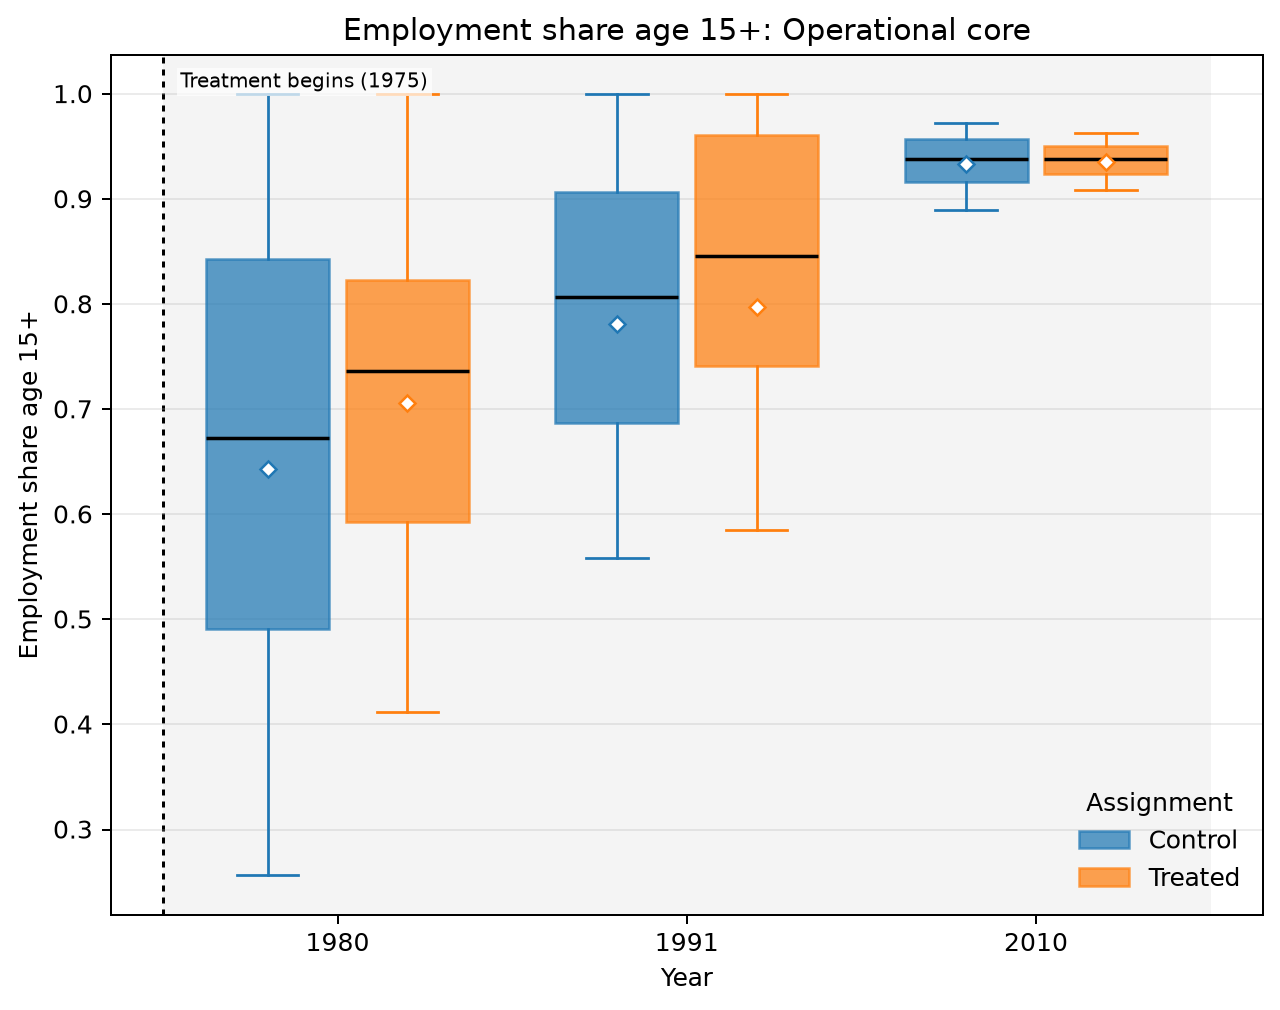 Employment share age 15+: Operational core
Treatment begins (1975)
1.0
0.9
0.8
0.7
0.6
0.5
0.4
0.3
Employment share age 15+
Assignment
Control
Treated
1980 1991 2010
Year